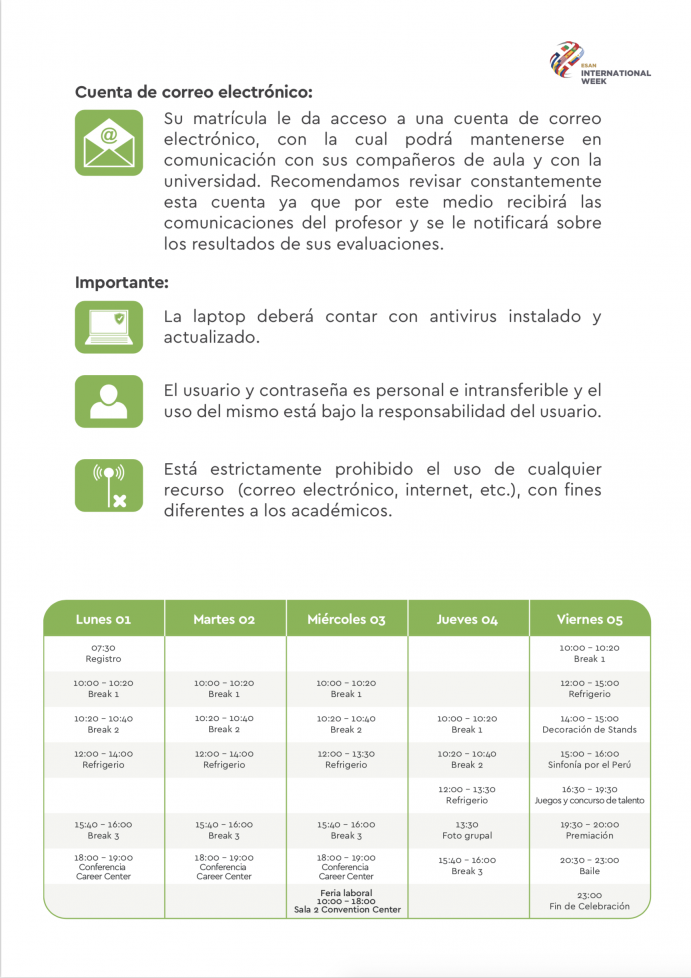 ESAN
INTERNATIONAL
WEEK
Cuenta de correo electrónico:
@
Su matrícula le da acceso a una cuenta de correo
electrónico, con la cual podrá mantenerse en
comunicación con sus compañeros de aula y con la
universidad. Recomendamos revisar constantemente
esta cuenta ya que por este medio recibirá las
comunicaciones del profesor y se le notificará sobre
los resultados de sus evaluaciones.
Importante:
La laptop deberá contar con antivirus instalado y
actualizado.
El usuario y contraseña es personal e intransferible y el
uso del mismo está bajo la responsabilidad del usuario.
Está estrictamente prohibido el uso de cualquier
recurso (correo electrónico, internet, etc.), con fines
diferentes a los académicos.
Lunes 01 Martes 02 Miércoles 03 Jueves 04 Viernes 05
07:30 10:00 - 10:20
Registro Break 1
10:00 - 10:20 10:00 - 10:20 10:00 - 10:20 12:00 - 15:00
Break 1 Break 1 Break 1 Refrigerio
10:20 - 10:40 10:20 - 10:40 10:20 - 10:40 10:00 - 10:20 14:00 - 15:00
Break 2 Break 2 Break 2 Break 1 Decoración de Stands
12:00 - 14:00 12:00 - 14:00 12:00 - 13:30 10:20 - 10:40 15:00 - 16:00
Refrigerio Refrigerio Refrigerio Break 2 Sinfonía por el Perú
12:00 - 13:30 16:30 - 19:30
Refrigerio Juegos y concurso de talento
15:40 - 16:00 15:40 - 16:00 15:40 - 16:00 13:30 19:30 - 20:00
Break 3 Break 3 Break 3 Foto grupal Premiación
18:00 - 19:00 18:00 - 19:00 18:00 - 19:00 15:40 - 16:00 20:30 - 23:00
Conferencia Conferencia Conferencia Break 3 Baile
Career Center Career Center Career Center
Feria laboral 23:00
10:00 - 18:00 Fin de Celebración
Sala 2 Convention Center